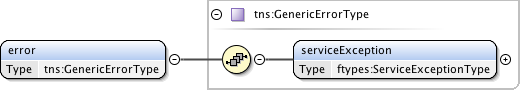 tns:GenericErrorType
error
Type tns:GenericErrorType
serviceException
Type ftypes:ServiceExceptionType